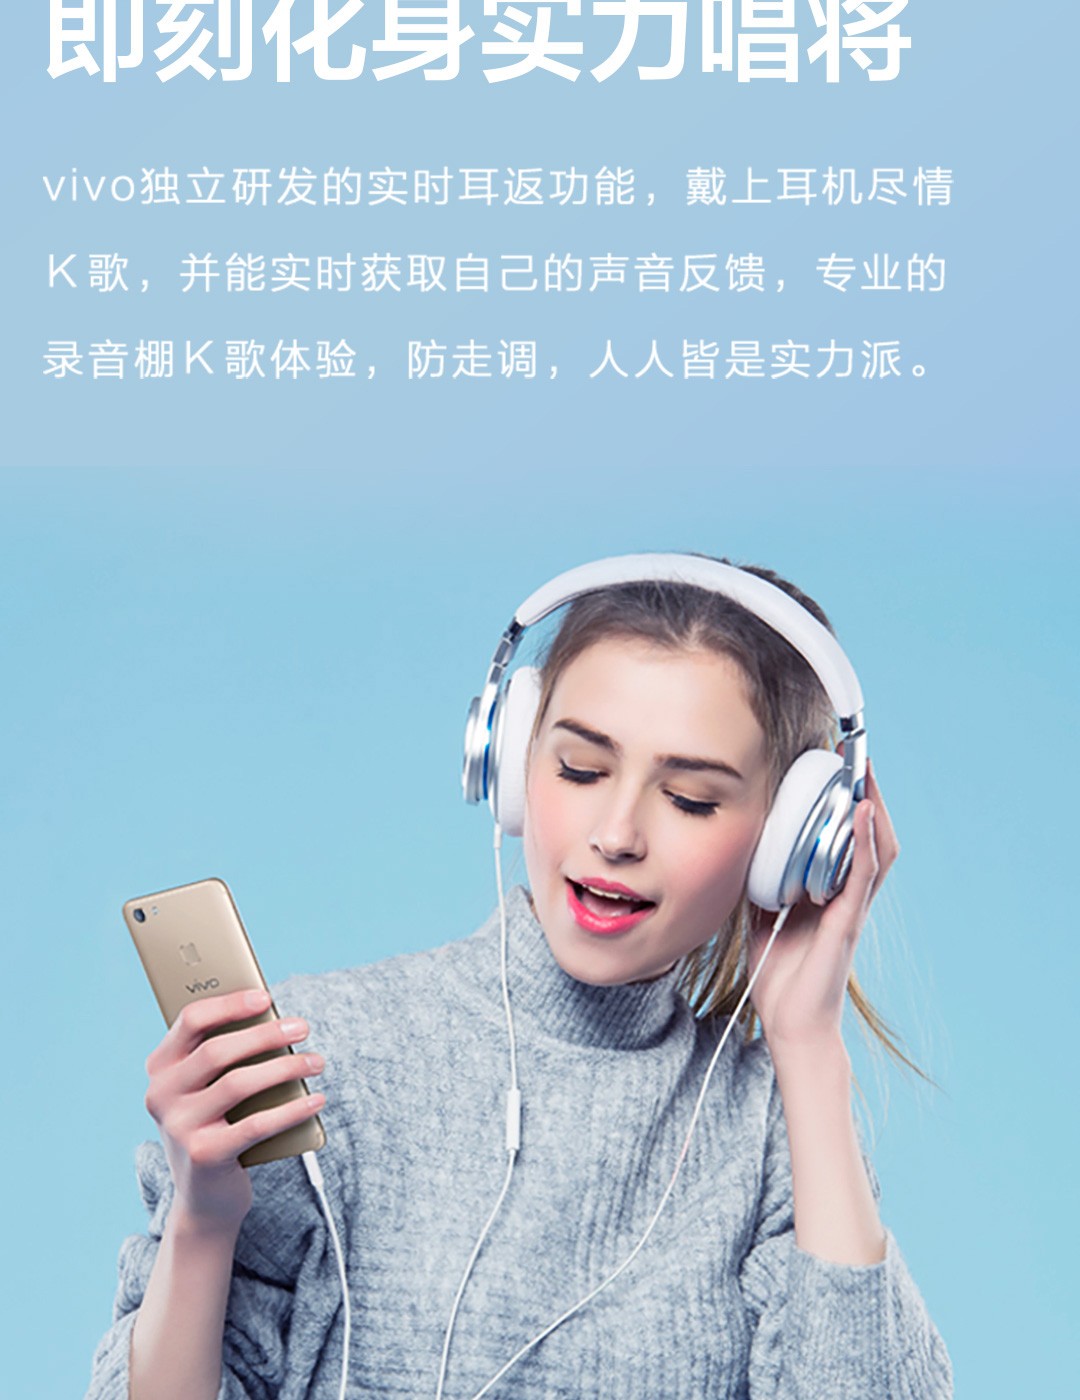 即刻化身实力唱将
vivo独立研发的实时耳返功能，戴上耳机尽情
K歌，并能实时获取自己的声音反馈，专业的
录音棚K歌体验，防走调，人人皆是实力派。
vivo